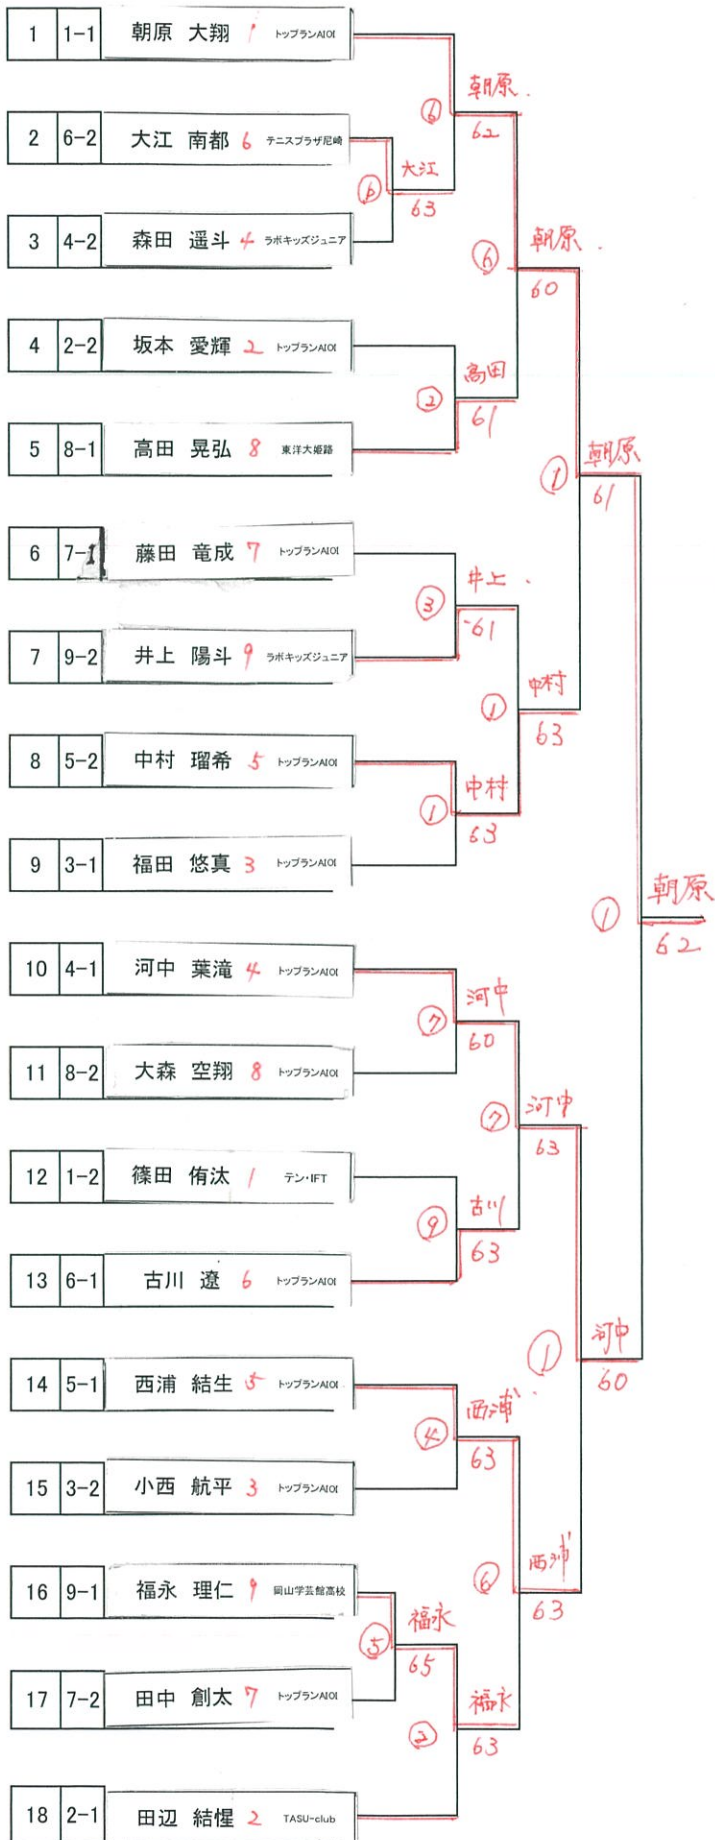 1 1-1 朝原 大翔 1 トップランAIOI
朝原
⑥ 62
2 6-2 大江 南都 6 テニスプラザ尼崎
大江
⑥ 63
3 4-2 森田 遥斗 4 ラボキッズジュニア
朝原
⑥ 60
4 2-2 坂本 愛輝 2 トップランAIOI
高田
② 61
5 8-1 高田 晃弘 8 東洋大姫路
朝原
① 61
6 7-1 藤田 竜成 7 トップランAIOI
井上
③ 61
7 9-2 井上 陽斗 9 ラボキッズジュニア
中村
① 63
8 5-2 中村 瑠希 5 トップランAIOI
中村
① 63
9 3-1 福田 悠真 3 トップランAIOI
朝原
① 62
10 4-1 河中 葉滝 4 トップランAIOI
河中
⑦ 60
11 8-2 大森 空翔 8 トップランAIOI
河中
⑦ 63
12 1-2 篠田 侑汰 1 テン・IFT
古川
⑨ 63
13 6-1 古川 遼 6 トップランAIOI
河中
① 60
14 5-1 西浦 結生 5 トップランAIOI
西浦
④ 63
15 3-2 小西 航平 3 トップランAIOI
西浦
⑥ 63
16 9-1 福永 理仁 9 岡山学芸館高校
福永
⑤ 65
17 7-2 田中 創太 7 トップランAIOI
福永
② 63
18 2-1 田辺 結惺 2 TASU-club